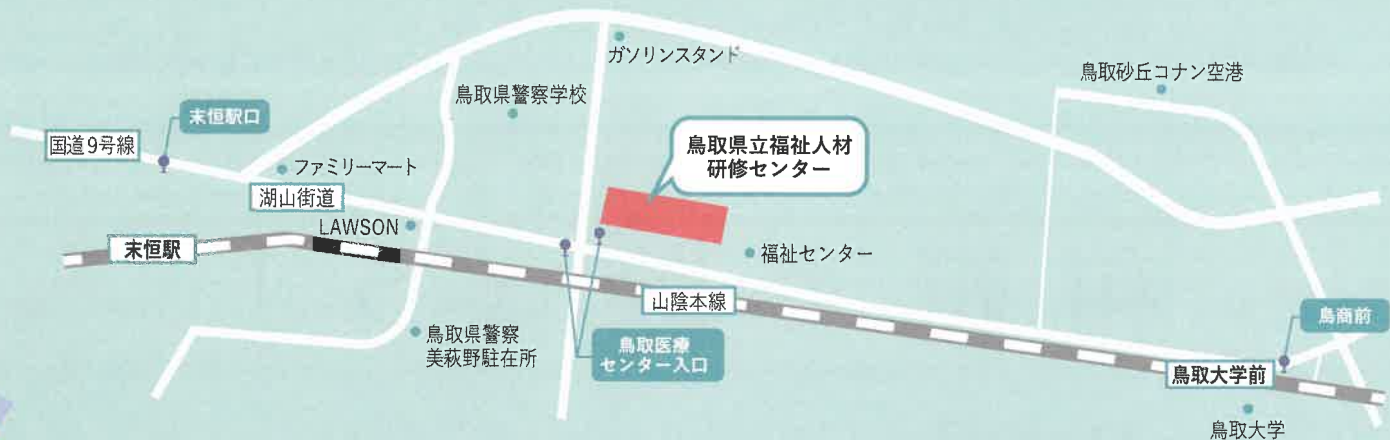 ガソリンスタンド
鳥取砂丘コナン空港
鳥取県警察学校
末恒駅口
国道9号線
鳥取県立福祉人材
研修センター
ファミリーマート
湖山街道
LAWSON
末恒駅
福祉センター
山陰本線
鳥商前
鳥取県警察
美萩野駐在所
鳥取医療
センター入口
鳥取大学前
鳥取大学